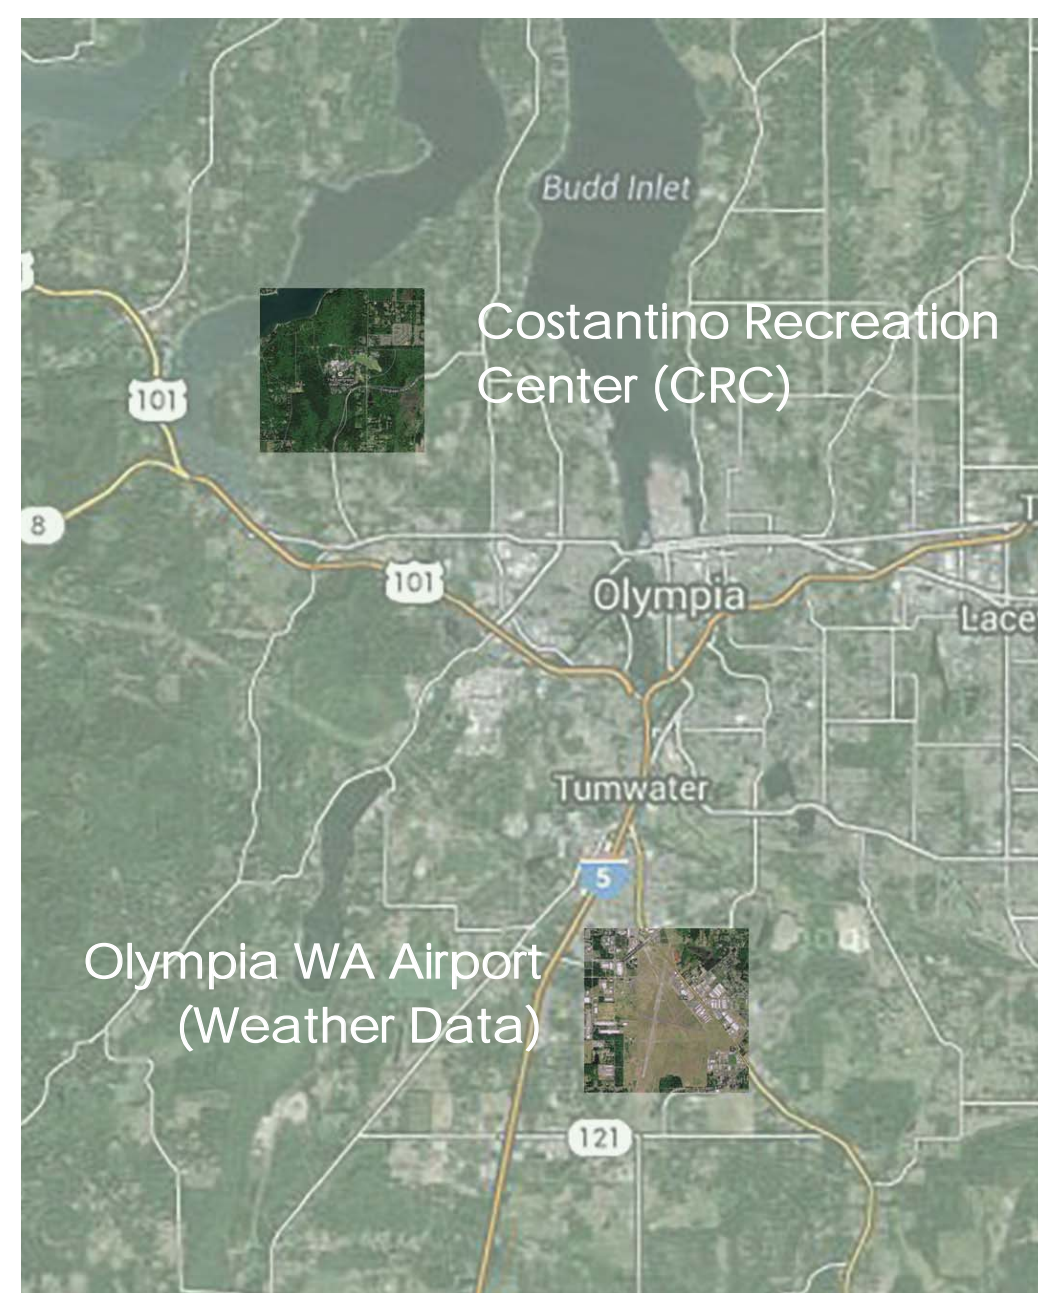 Budd Inlet
Costantino Recreation
Center (CRC)
101
8
101
Olympia
Lace
Tumwater
5
Olympia WA Airport
(Weather Data)
121